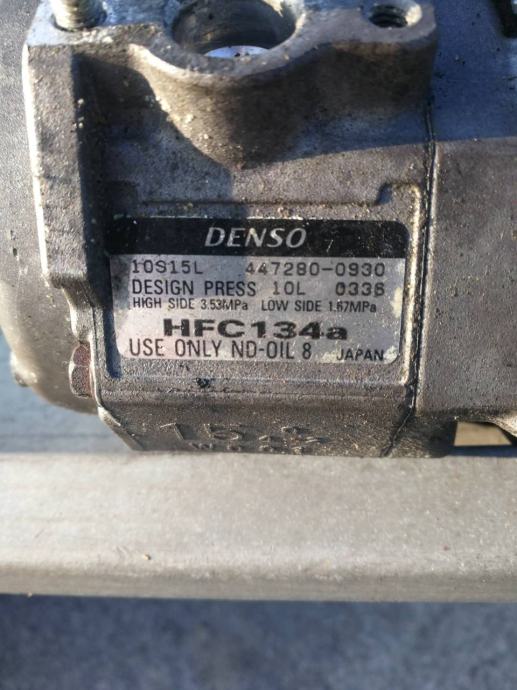 DENSO
10S15L 447280-0930
DESIGN PRESS 10L 0336
HIGH SIDE 3.53MPa LOW SIDE 1.67MPa
HFC134a
USE ONLY ND-OIL 8 JAPAN